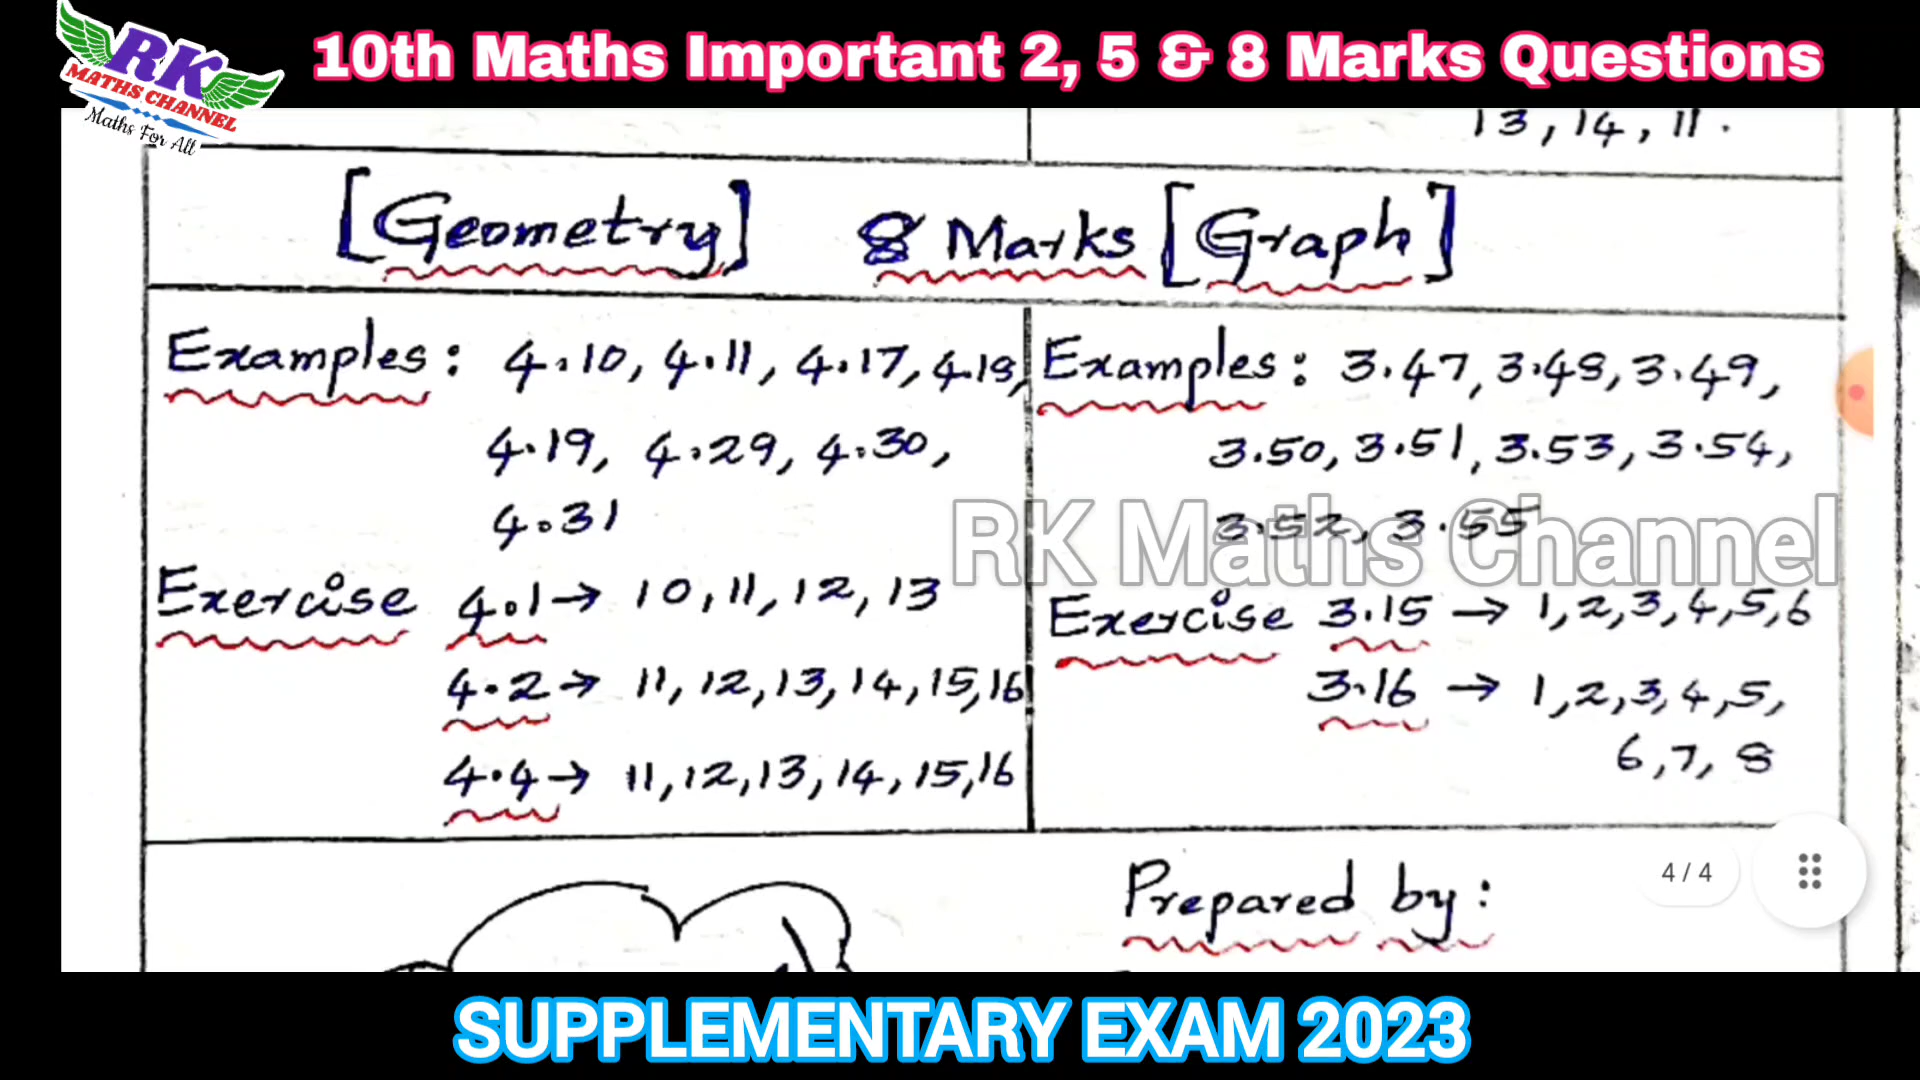 RK
MATHS CHANNEL
Maths For All
10th Maths Important 2, 5 & 8 Marks Questions
13, 14, 11.
[Geometry] 8 Marks [Graph]
Examples: 4.10, 4.11, 4.17, 4.18,
4.19, 4.29, 4.30,
4.31
Exercise 4.1 → 10, 11, 12, 13
4.2 → 11, 12, 13, 14, 15, 16
4.4 → 11, 12, 13, 14, 15, 16
Examples: 3.47, 3.48, 3.49,
3.50, 3.51, 3.53, 3.54,
3.52, 3.55
RK Maths Channel
Exercise 3.15 → 1, 2, 3, 4, 5, 6
3.16 → 1, 2, 3, 4, 5,
6, 7, 8
4 / 4
Prepared by:
SUPPLEMENTARY EXAM 2023